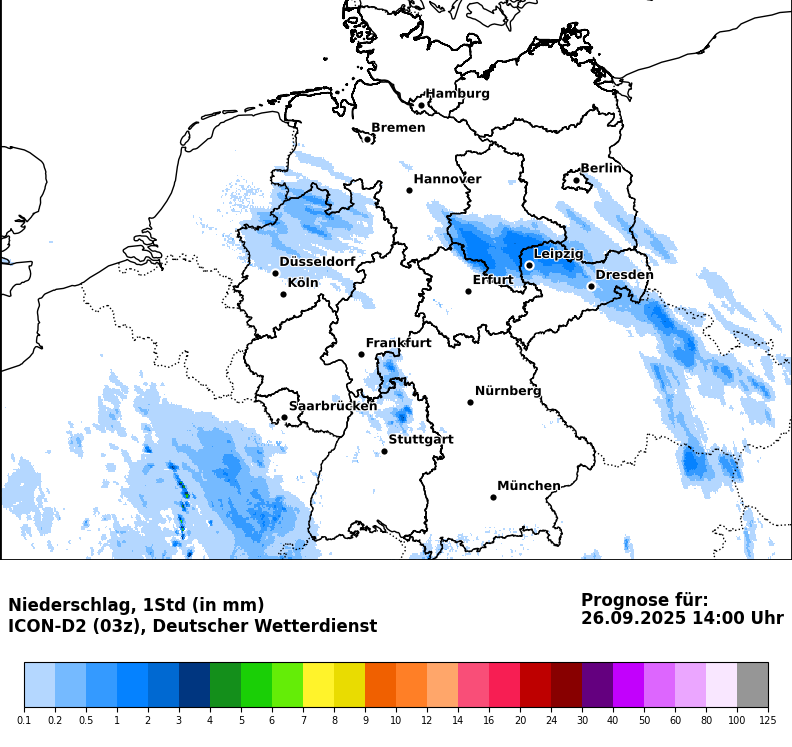 Hamburg
Bremen
Berlin
Hannover
Leipzig
Düsseldorf
Dresden
Köln
Erfurt
Frankfurt
Nürnberg
Saarbrücken
Stuttgart
München
Niederschlag, 1Std (in mm)
ICON-D2 (03z), Deutscher Wetterdienst
Prognose für:
26.09.2025 14:00 Uhr
0.1 0.2 0.5 1 2 3 4 5 6 7 8 9 10 12 14 16 20 24 30 40 50 60 80 100 125